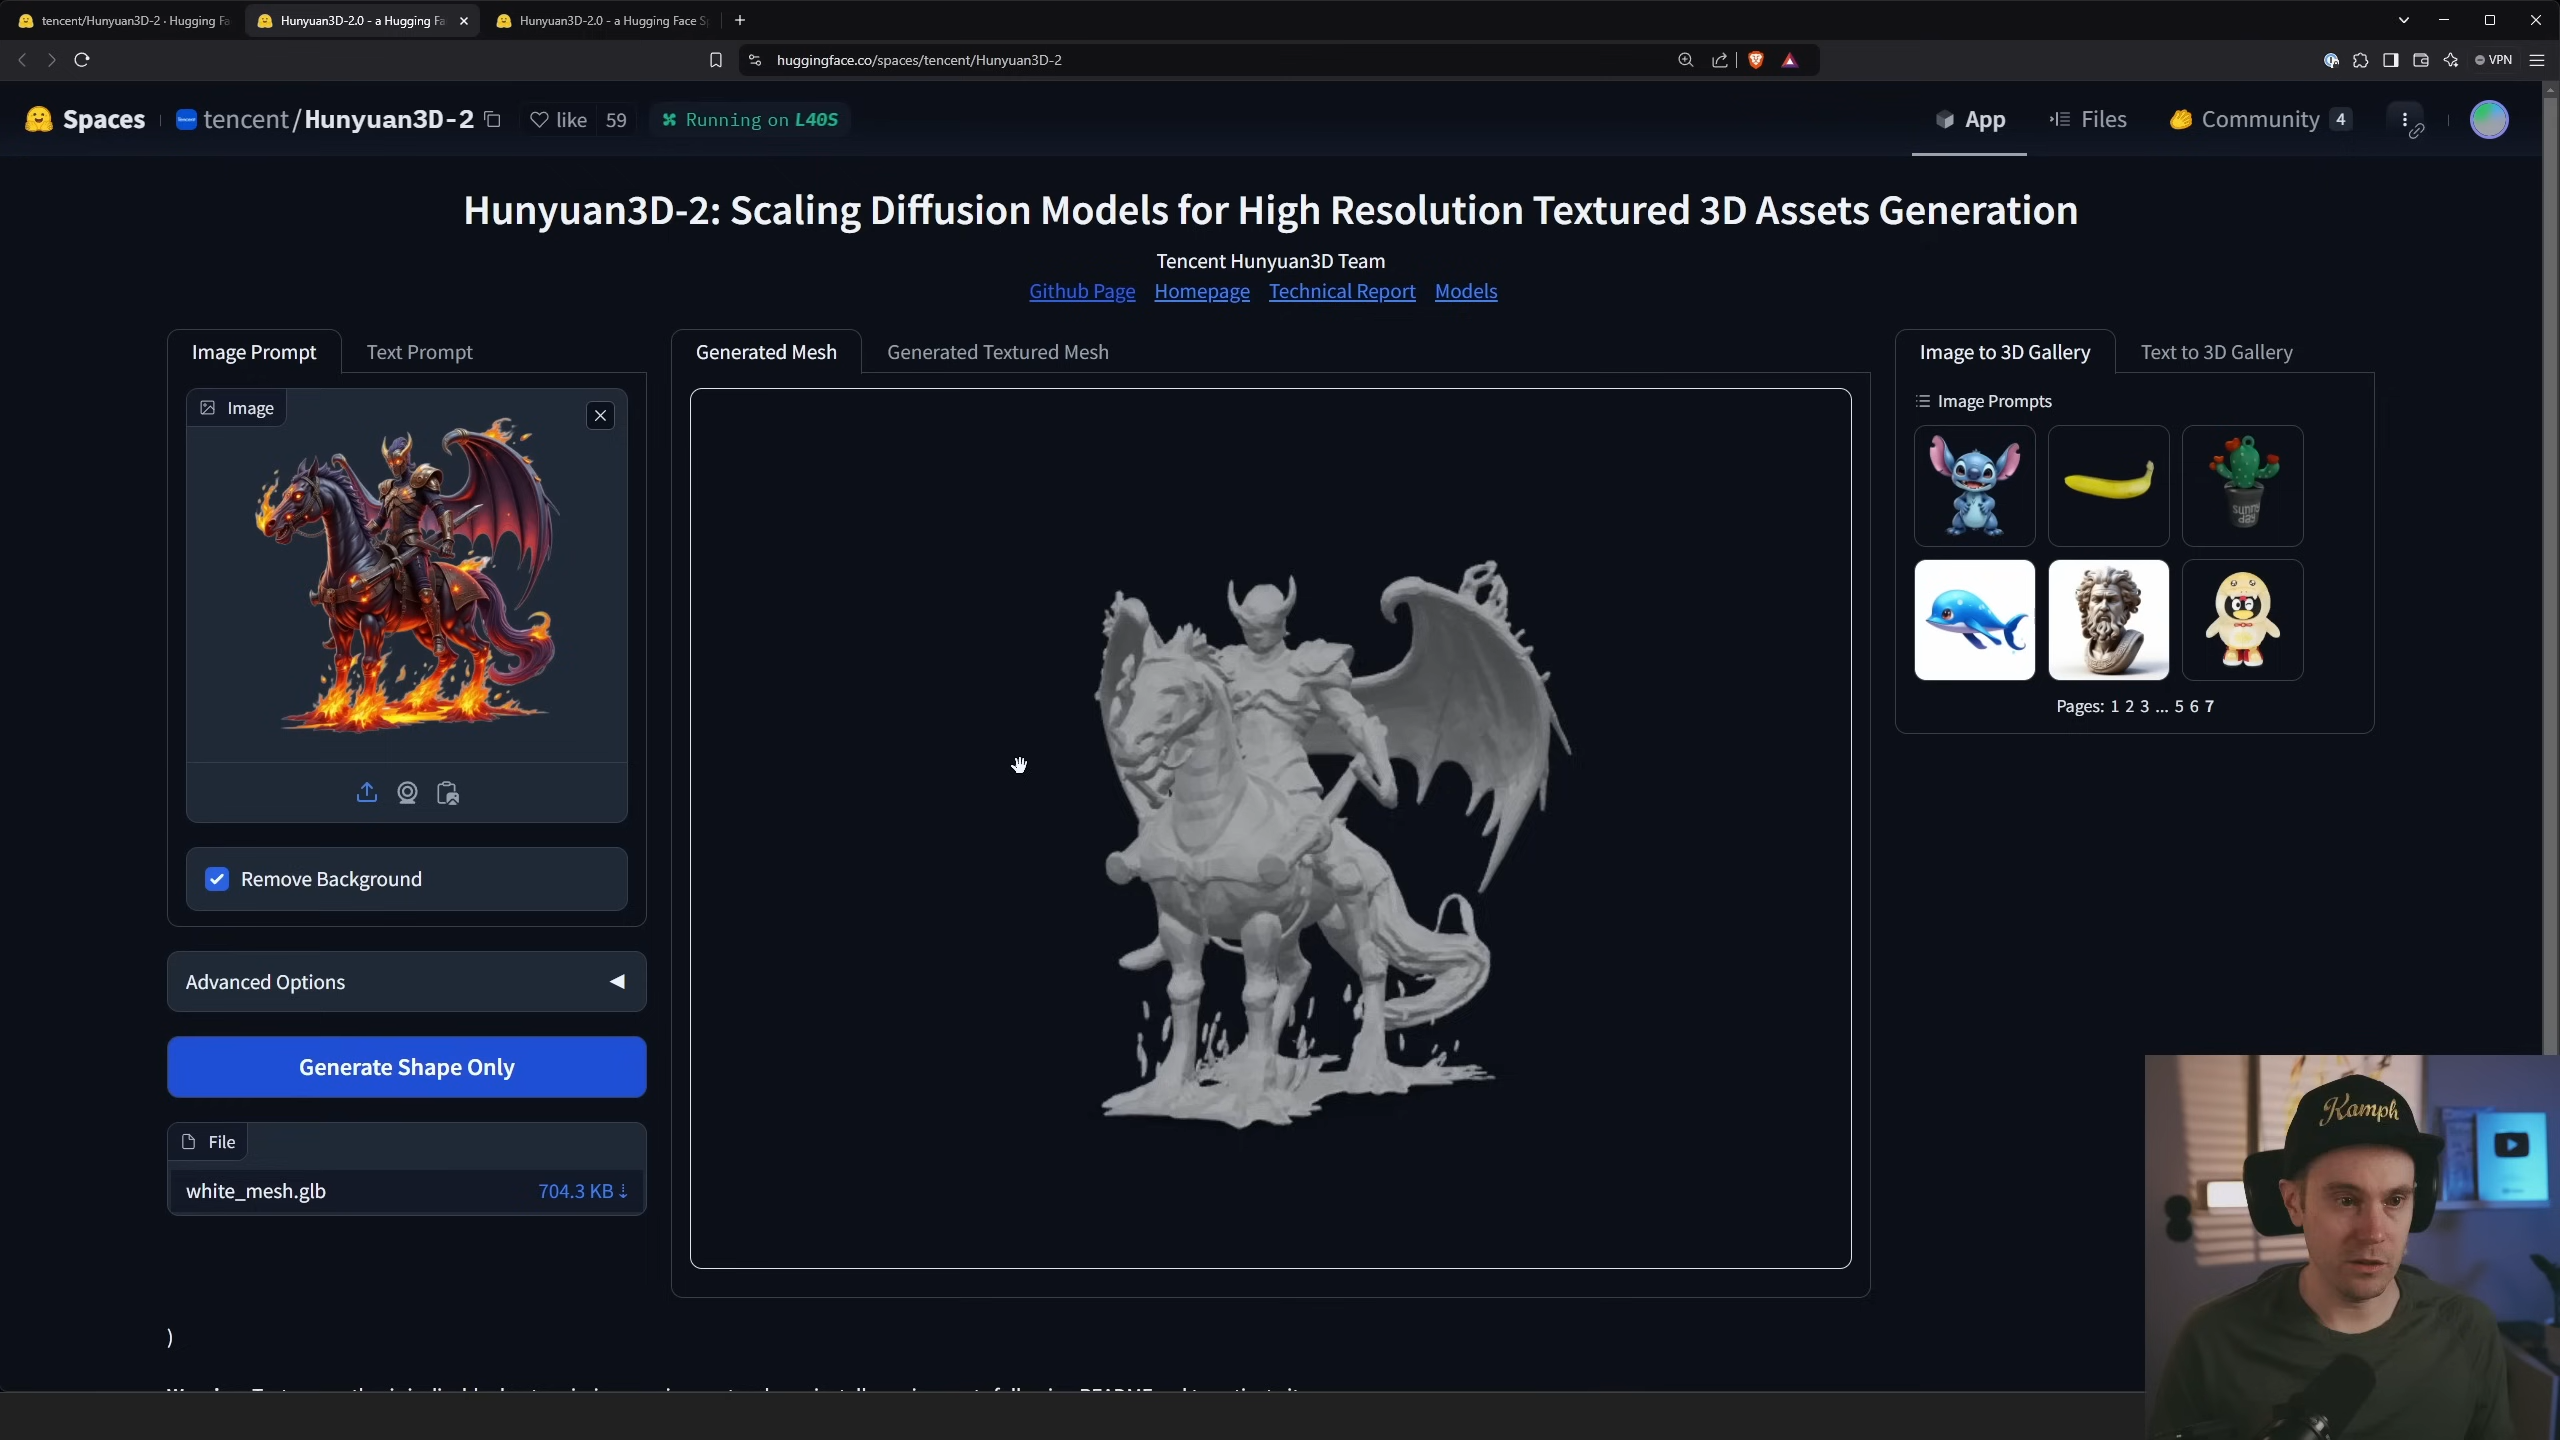 tencent/Hunyuan3D-2 · Hugging Fa
Hunyuan3D-2.0 - a Hugging Fa
Hunyuan3D-2.0 - a Hugging Face S
huggingface.co/spaces/tencent/Hunyuan3D-2
VPN
Spaces
tencent/Hunyuan3D-2
like 59
Running on L40S
App
Files
Community 4
Hunyuan3D-2: Scaling Diffusion Models for High Resolution Textured 3D Assets Generation
Tencent Hunyuan3D Team
Github Page Homepage Technical Report Models
Image Prompt Text Prompt
Generated Mesh Generated Textured Mesh
Image to 3D Gallery Text to 3D Gallery
Image
Image Prompts
sunny
day
Pages: 1 2 3 ... 5 6 7
Remove Background
Advanced Options
Generate Shape Only
File
white_mesh.glb 704.3 KB
)
Kamph